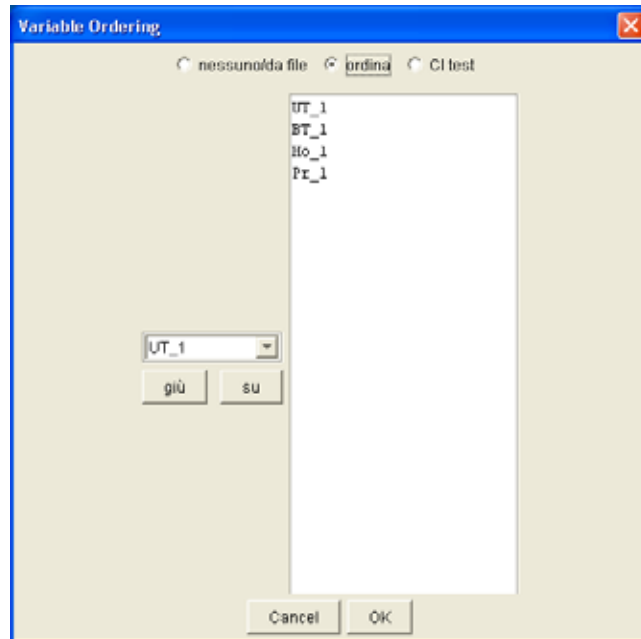 Variable Ordering
nessuno/da file ordina CI test
UT_1
BT_1
Ho_1
Pr_1
UT_1
giù su
Cancel OK